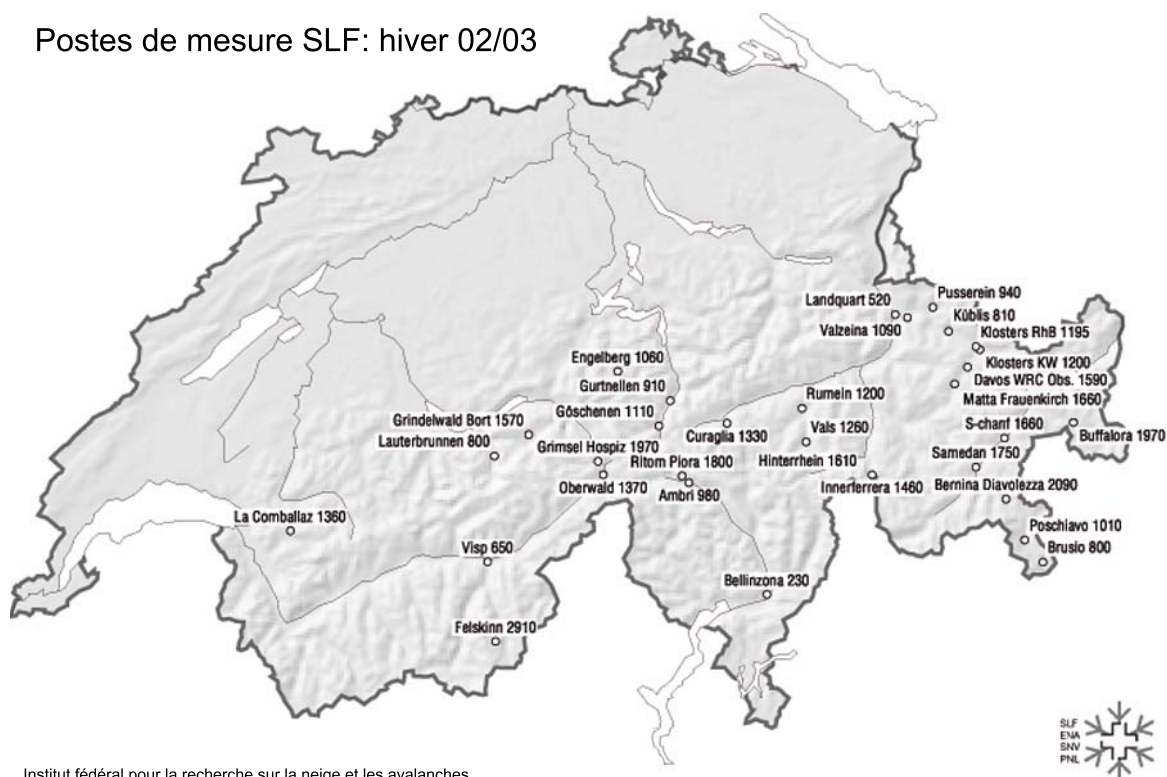 Postes de mesure SLF: hiver 02/03
Landquart 520
Pusserein 940
Valzeina 1090
Küblis 810
Klosters RhB 1195
Klosters KW 1200
Davos WRC Obs. 1590
Matta Frauenkirch 1660
Engelberg 1060
Gurtnellen 910
Göschenen 1110
Rumein 1200
Grindelwald Bort 1570
Lauterbrunnen 800
Grimsel Hospiz 1970
Curaglia 1330
Vals 1260
S-chanf 1660
Buffalora 1970
Ritom Piora 1800
Hinterrhein 1610
Samedan 1750
Oberwald 1370
Ambri 980
Innerferrera 1460
Bernina Diavolezza 2090
La Comballaz 1360
Poschiavo 1010
Visp 650
Brusio 800
Bellinzona 230
Felskinn 2910
SLF
ENA
SNV
PNL
Institut fédéral pour la recherche sur la neige et les avalanches